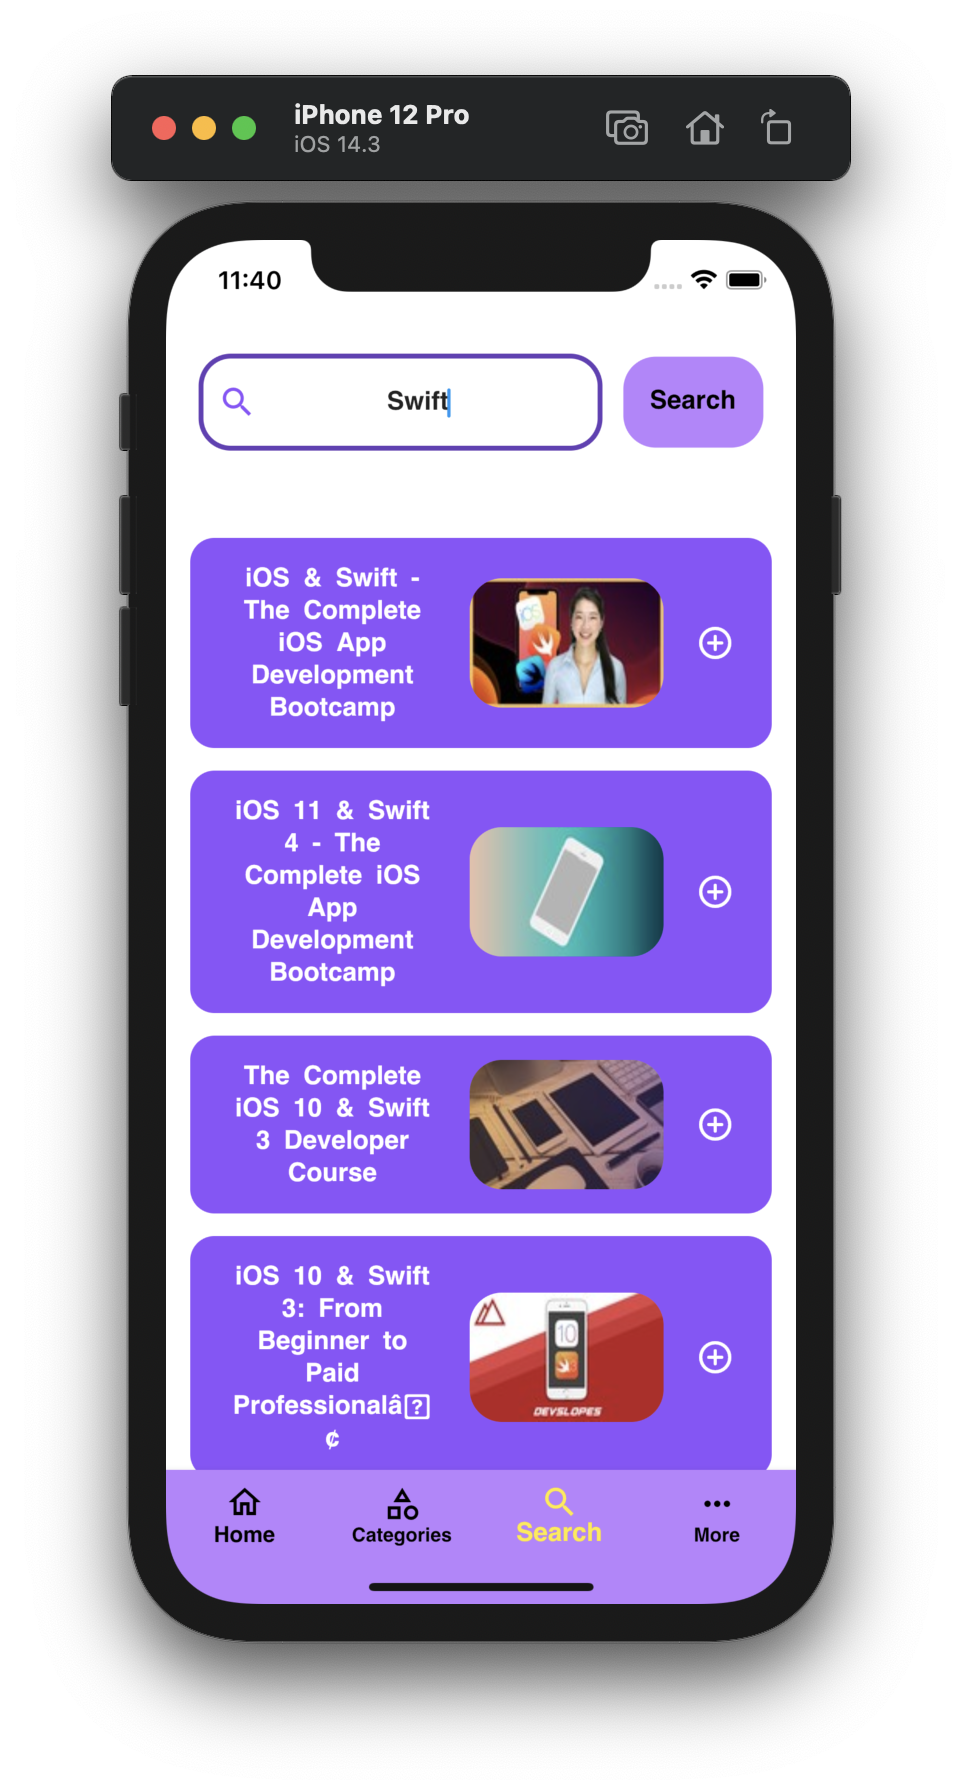 iPhone 12 Pro
iOS 14.3
11:40
Swift
Search
iOS & Swift -
The Complete
iOS App
Development
Bootcamp
iOS
iOS 11 & Swift
4 - The
Complete iOS
App
Development
Bootcamp
The Complete
iOS 10 & Swift
3 Developer
Course
iOS 10 & Swift
3: From
Beginner to
Paid
Professionalâ
¢
10
DEVSLOPES
Home
Categories
Search
More